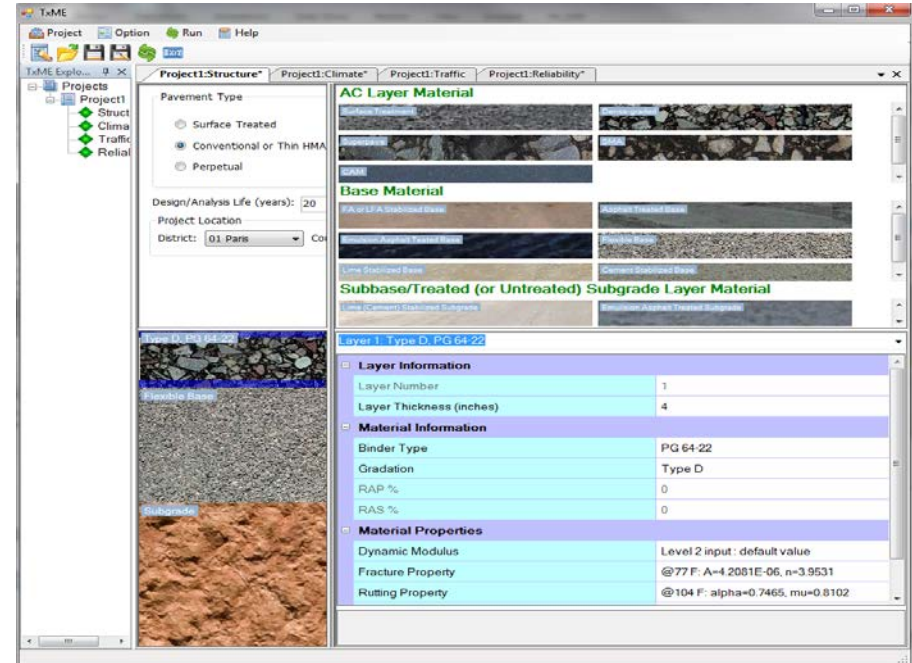 TxME
Project Option Run Help
EXIT
TxME Explo...
Projects
Project1
Struct
Clima
Traffic
Relial
Project1:Structure* Project1:Climate* Project1:Traffic Project1:Reliability*
Pavement Type
Surface Treated
Conventional or Thin HMA
Perpetual
Design/Analysis Life (years): 20
Project Location
District: 01 Paris Cou
AC Layer Material
Surface Treatment Dense-graded
Superpave SMA
CAM
Base Material
FA or LFA Stabilized Base Asphalt Treated Base
Emulsion Asphalt Teated Base Flexible Base
Lime Stabilized Base Cement Stabilized Base
Subbase/Treated (or Untreated) Subgrade Layer Material
Lime (Cement) Stabilized Subgrade Emulsion Asphalt Treated Subgrade
Type D, PG 64-22
Flexible Base
Subgrade
Layer 1: Type D, PG 64-22
Layer Information
Layer Number 1
Layer Thickness (inches) 4
Material Information
Binder Type PG 64-22
Gradation Type D
RAP % 0
RAS % 0
Material Properties
Dynamic Modulus Level 2 input : default value
Fracture Property @77 F: A=4.2081E-06, n=3.9531
Rutting Property @104 F: alpha=0.7465, mu=0.8102